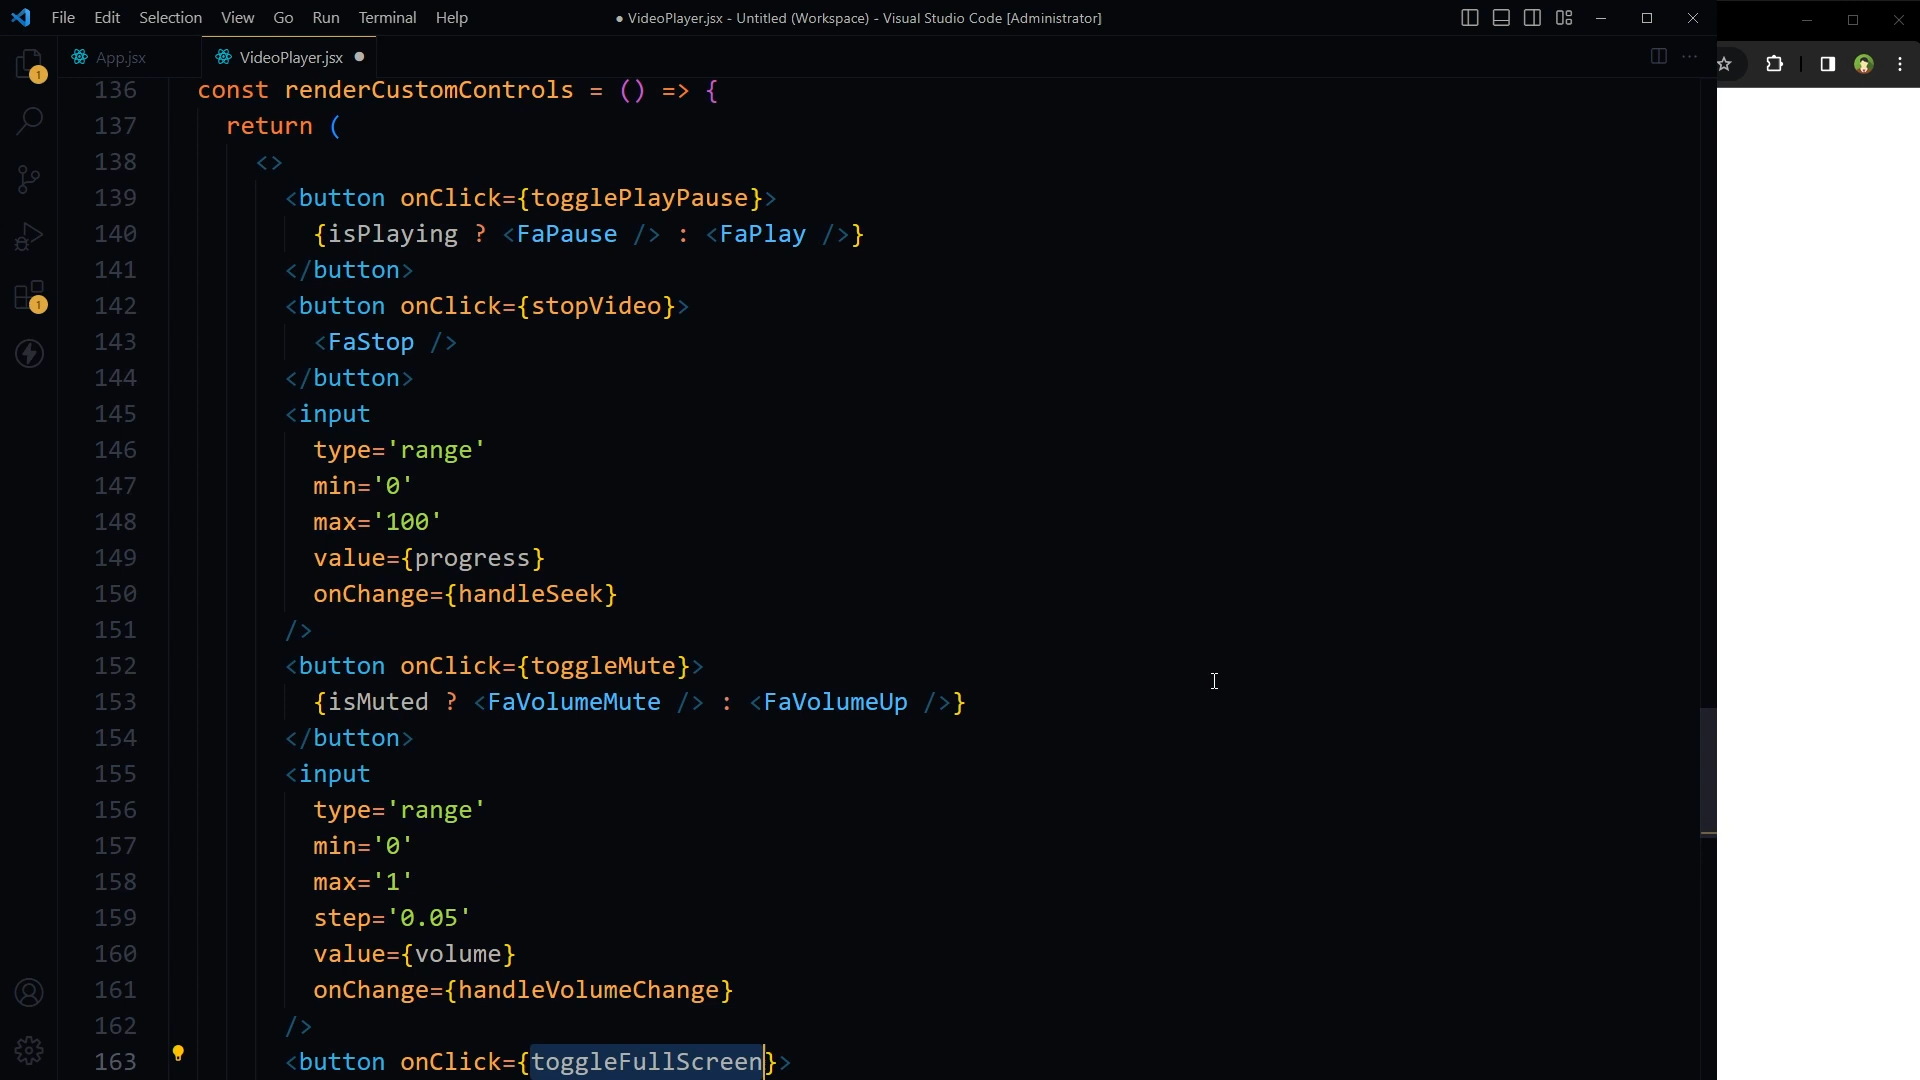 File Edit Selection View Go Run Terminal Help
● VideoPlayer.jsx - Untitled (Workspace) - Visual Studio Code [Administrator]
App.jsx
VideoPlayer.jsx ●
136 const renderCustomControls = () => {
137 return (
138 <>
139 <button onClick={togglePlayPause}>
140 {isPlaying ? <FaPause /> : <FaPlay />}
141 </button>
142 <button onClick={stopVideo}>
143 <FaStop />
144 </button>
145 <input
146 type='range'
147 min='0'
148 max='100'
149 value={progress}
150 onChange={handleSeek}
151 />
152 <button onClick={toggleMute}>
153 {isMuted ? <FaVolumeMute /> : <FaVolumeUp />}
154 </button>
155 <input
156 type='range'
157 min='0'
158 max='1'
159 step='0.05'
160 value={volume}
161 onChange={handleVolumeChange}
162 />
163 <button onClick={toggleFullScreen}>
1
1